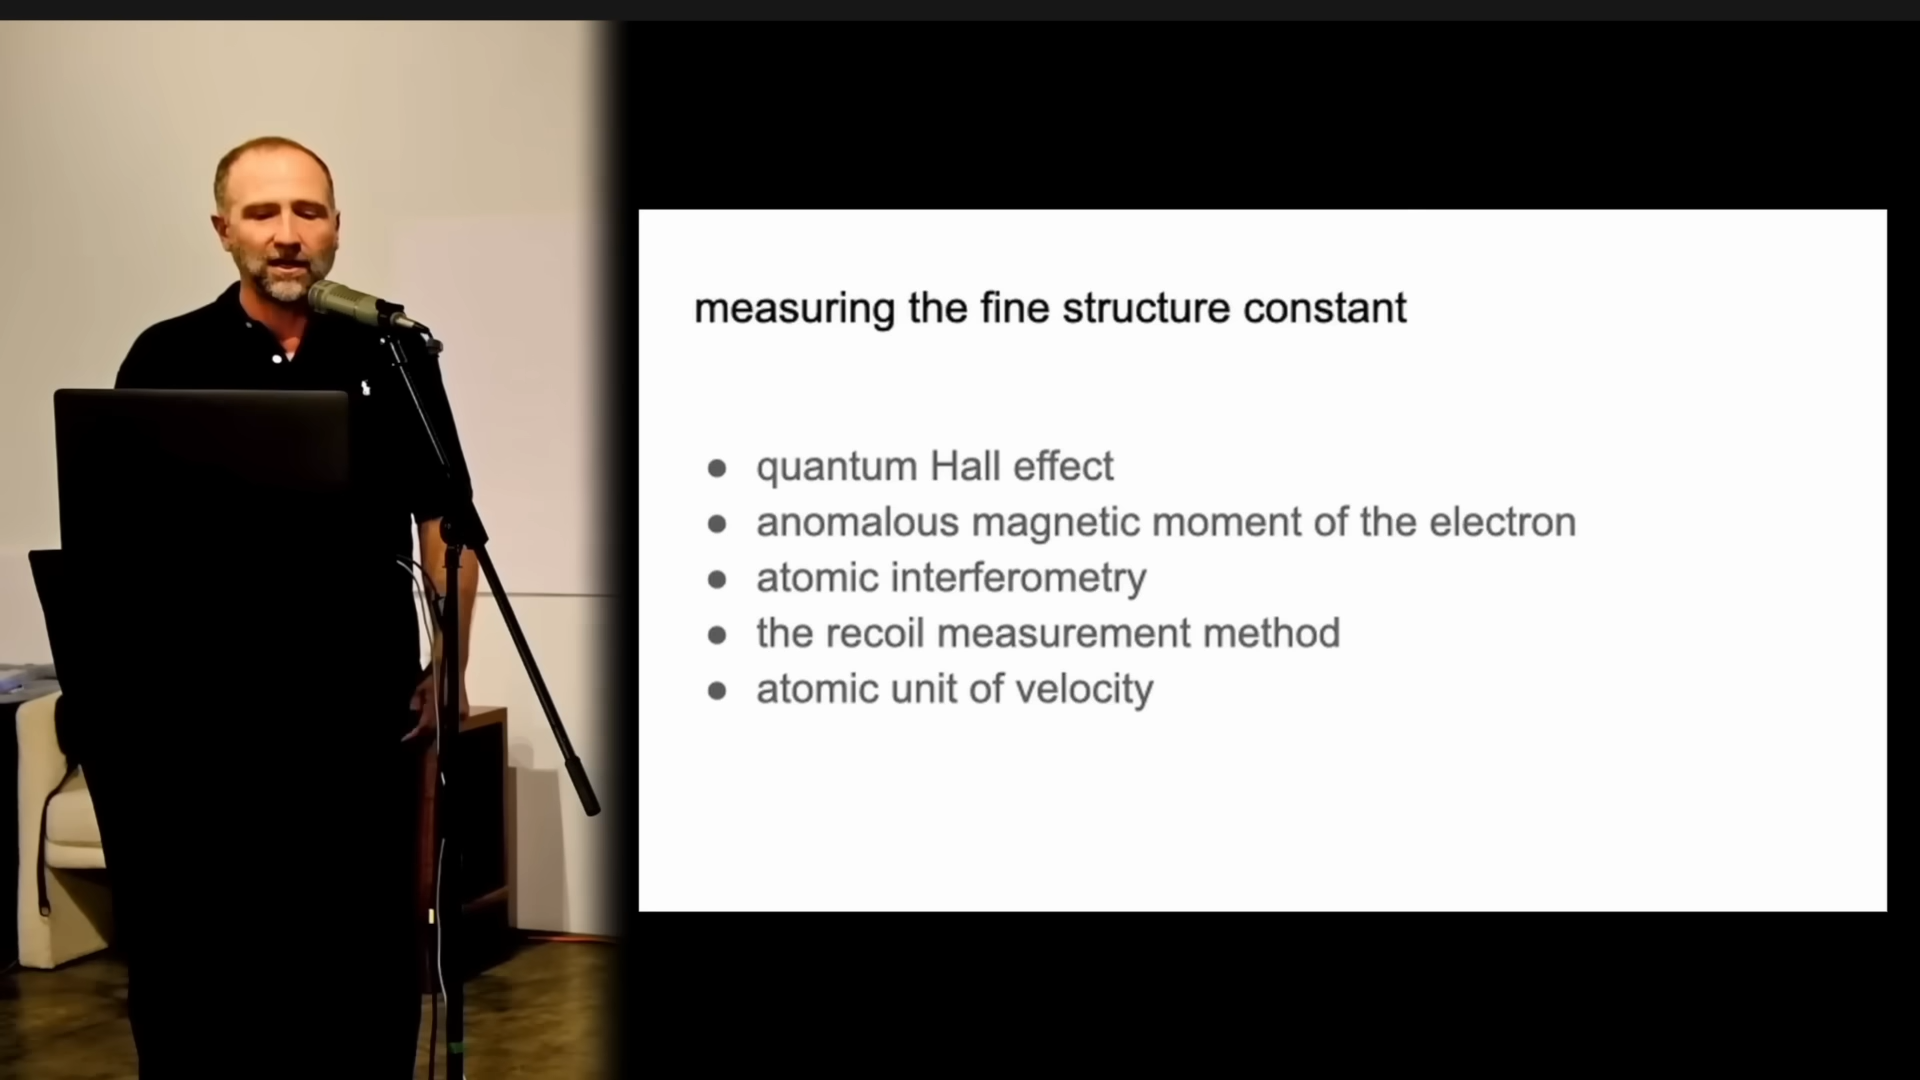 measuring the fine structure constant
● quantum Hall effect
● anomalous magnetic moment of the electron
● atomic interferometry
● the recoil measurement method
● atomic unit of velocity